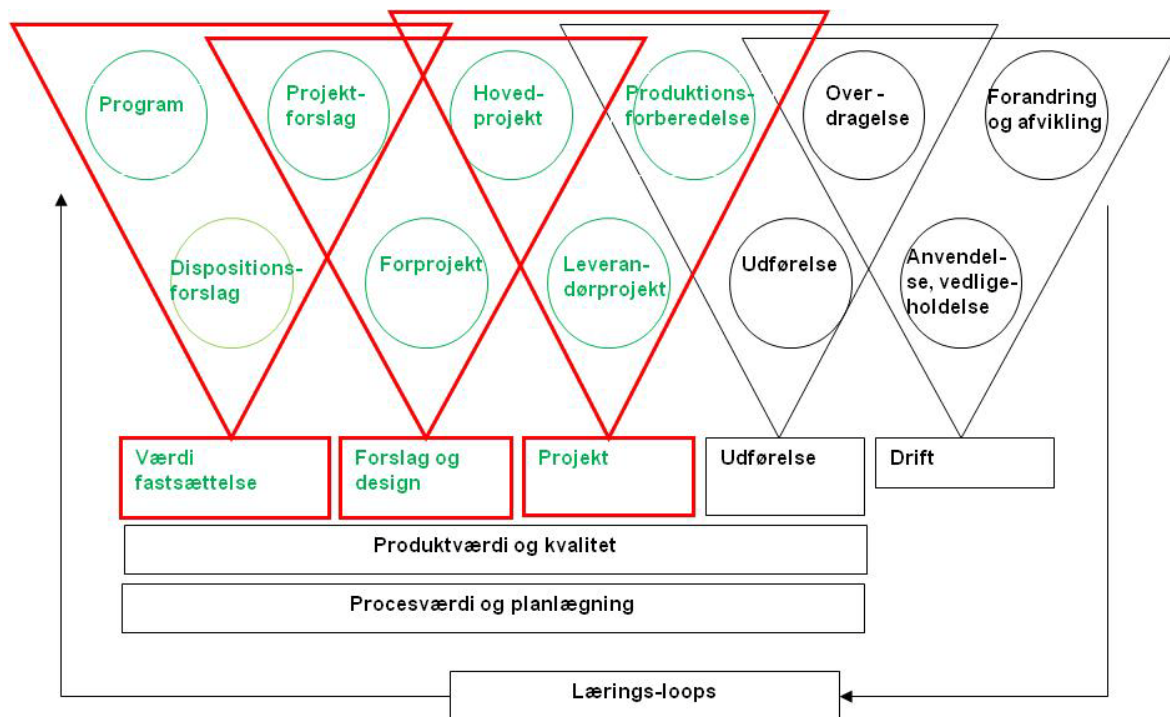 Program
Projekt-
forslag
Hoved-
projekt
Produktions-
forberedelse
Over -
dragelse
Forandring
og afvikling
Dispositions-
forslag
Forprojekt
Leveran-
dørprojekt
Udførelse
Anvendel-
se, vedlige-
holdelse
Værdi
fastsættelse
Forslag og
design
Projekt
Udførelse
Drift
Produktværdi og kvalitet
Procesværdi og planlægning
Lærings-loops